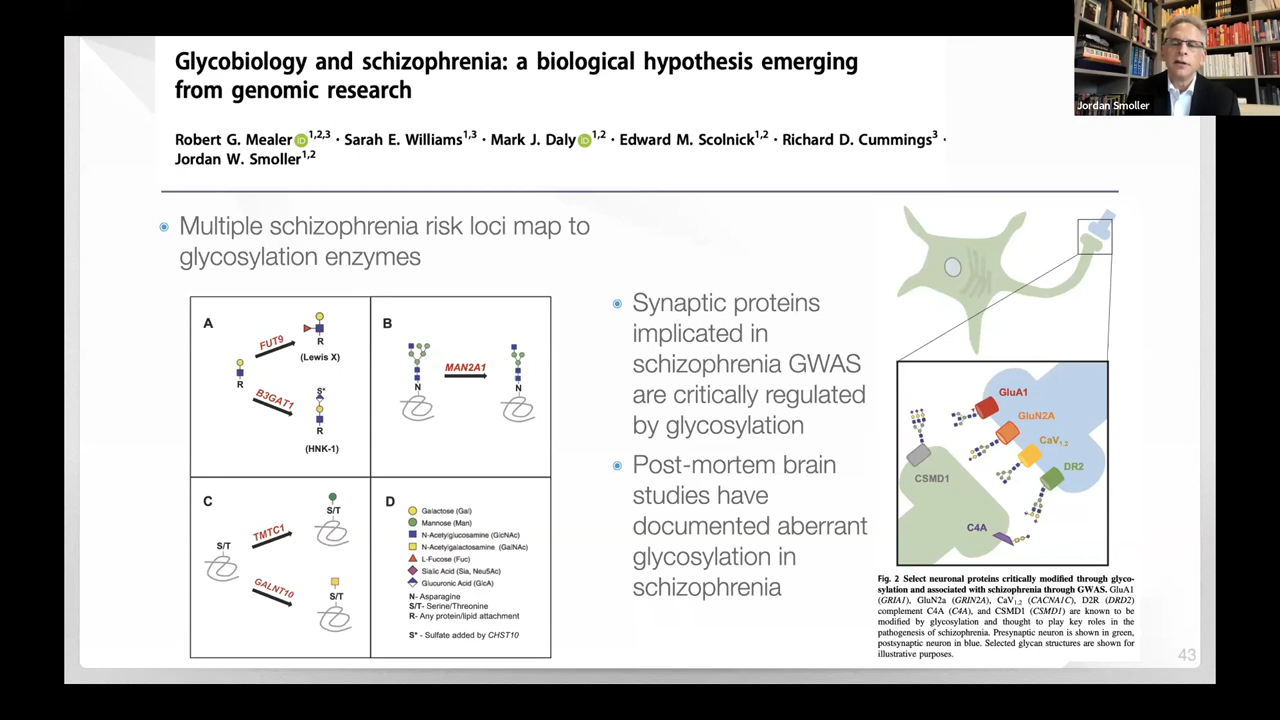 Glycobiology and schizophrenia: a biological hypothesis emerging
from genomic research
Robert G. Mealer iD 1,2,3 · Sarah E. Williams1,3 · Mark J. Daly iD 1,2 · Edward M. Scolnick1,2 · Richard D. Cummings3 ·
Jordan W. Smoller1,2
Jordan Smoller
Multiple schizophrenia risk loci map to
glycosylation enzymes
A
FUT9
R
R
(Lewis X)
B3GAT1
S*
R
(HNK-1)
B
MAN2A1
N
N
C
S/T
TMTC1
S/T
GALNT10
S/T
D
Galactose (Gal)
Mannose (Man)
N-Acetylglucosamine (GlcNAc)
N-Acetylgalactosamine (GalNAc)
L-Fucose (Fuc)
Sialic Acid (Sia, Neu5Ac)
Glucuronic Acid (GlcA)
N- Asparagine
S/T- Serine/Threonine
R- Any protein/lipid attachment
S* - Sulfate added by CHST10
Synaptic proteins
implicated in
schizophrenia GWAS
are critically regulated
by glycosylation
Post-mortem brain
studies have
documented aberrant
glycosylation in
schizophrenia
GluA1
GluN2A
CaV1.2
DR2
CSMD1
C4A
Fig. 2 Select neuronal proteins critically modified through glyco-
sylation and associated with schizophrenia through GWAS. GluA1
(GRIA1), GluN2a (GRIN2A), CaV1.2 (CACNA1C), D2R (DRD2)
complement C4A (C4A), and CSMD1 (CSMD1) are known to be
modified by glycosylation and thought to play key roles in the
pathogenesis of schizophrenia. Presynaptic neuron is shown in green,
postsynaptic neuron in blue. Selected glycan structures are shown for
illustrative purposes.
43